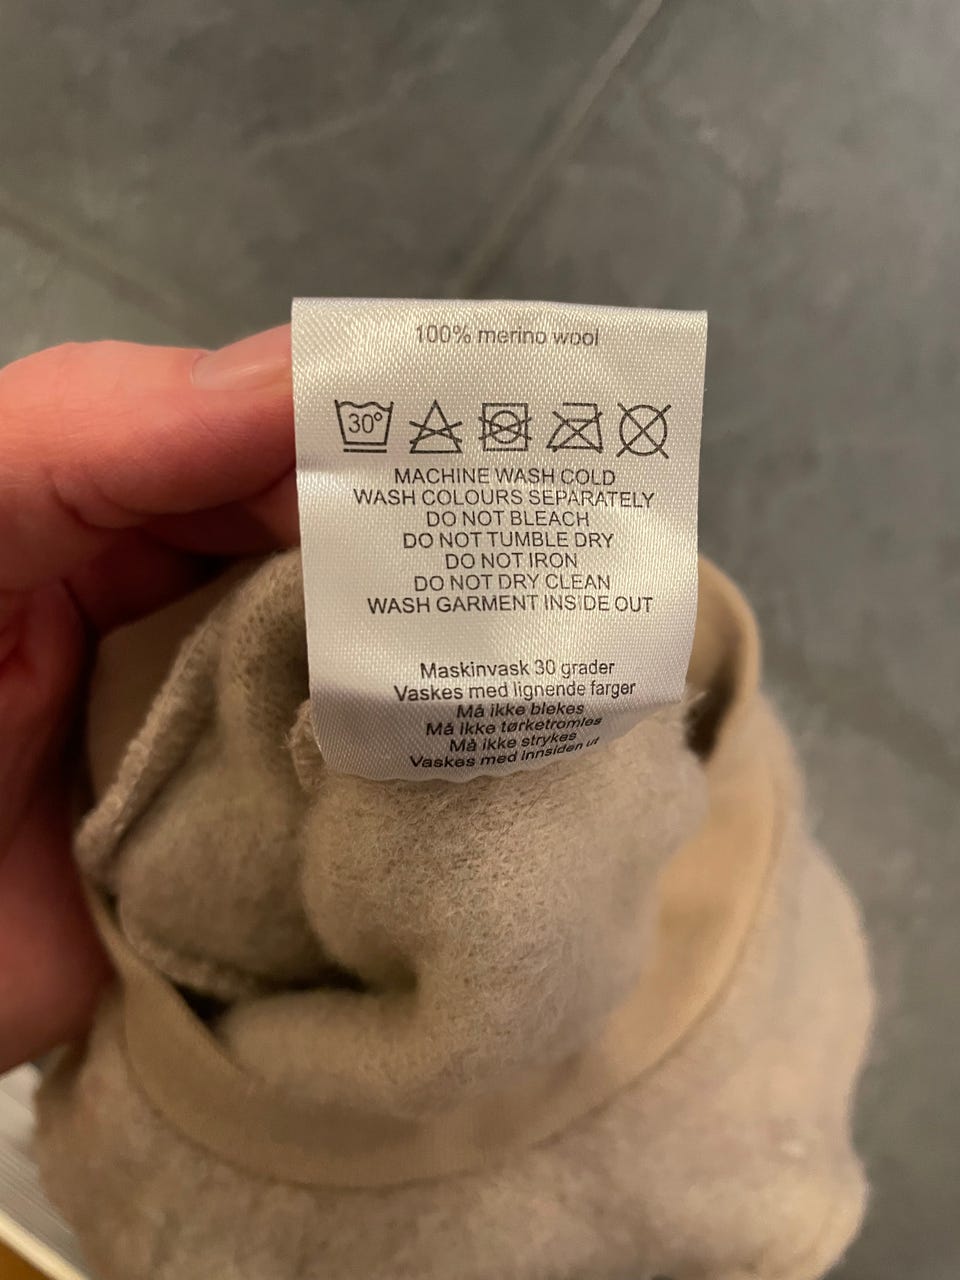 100% merino wool
30°
MACHINE WASH COLD
WASH COLOURS SEPARATELY
DO NOT BLEACH
DO NOT TUMBLE DRY
DO NOT IRON
DO NOT DRY CLEAN
WASH GARMENT INSIDE OUT
Maskinvask 30 grader
Vaskes med lignende farger
Må ikke blekes
Må ikke tørketromles
Må ikke strykes
Vaskes med innsiden ut